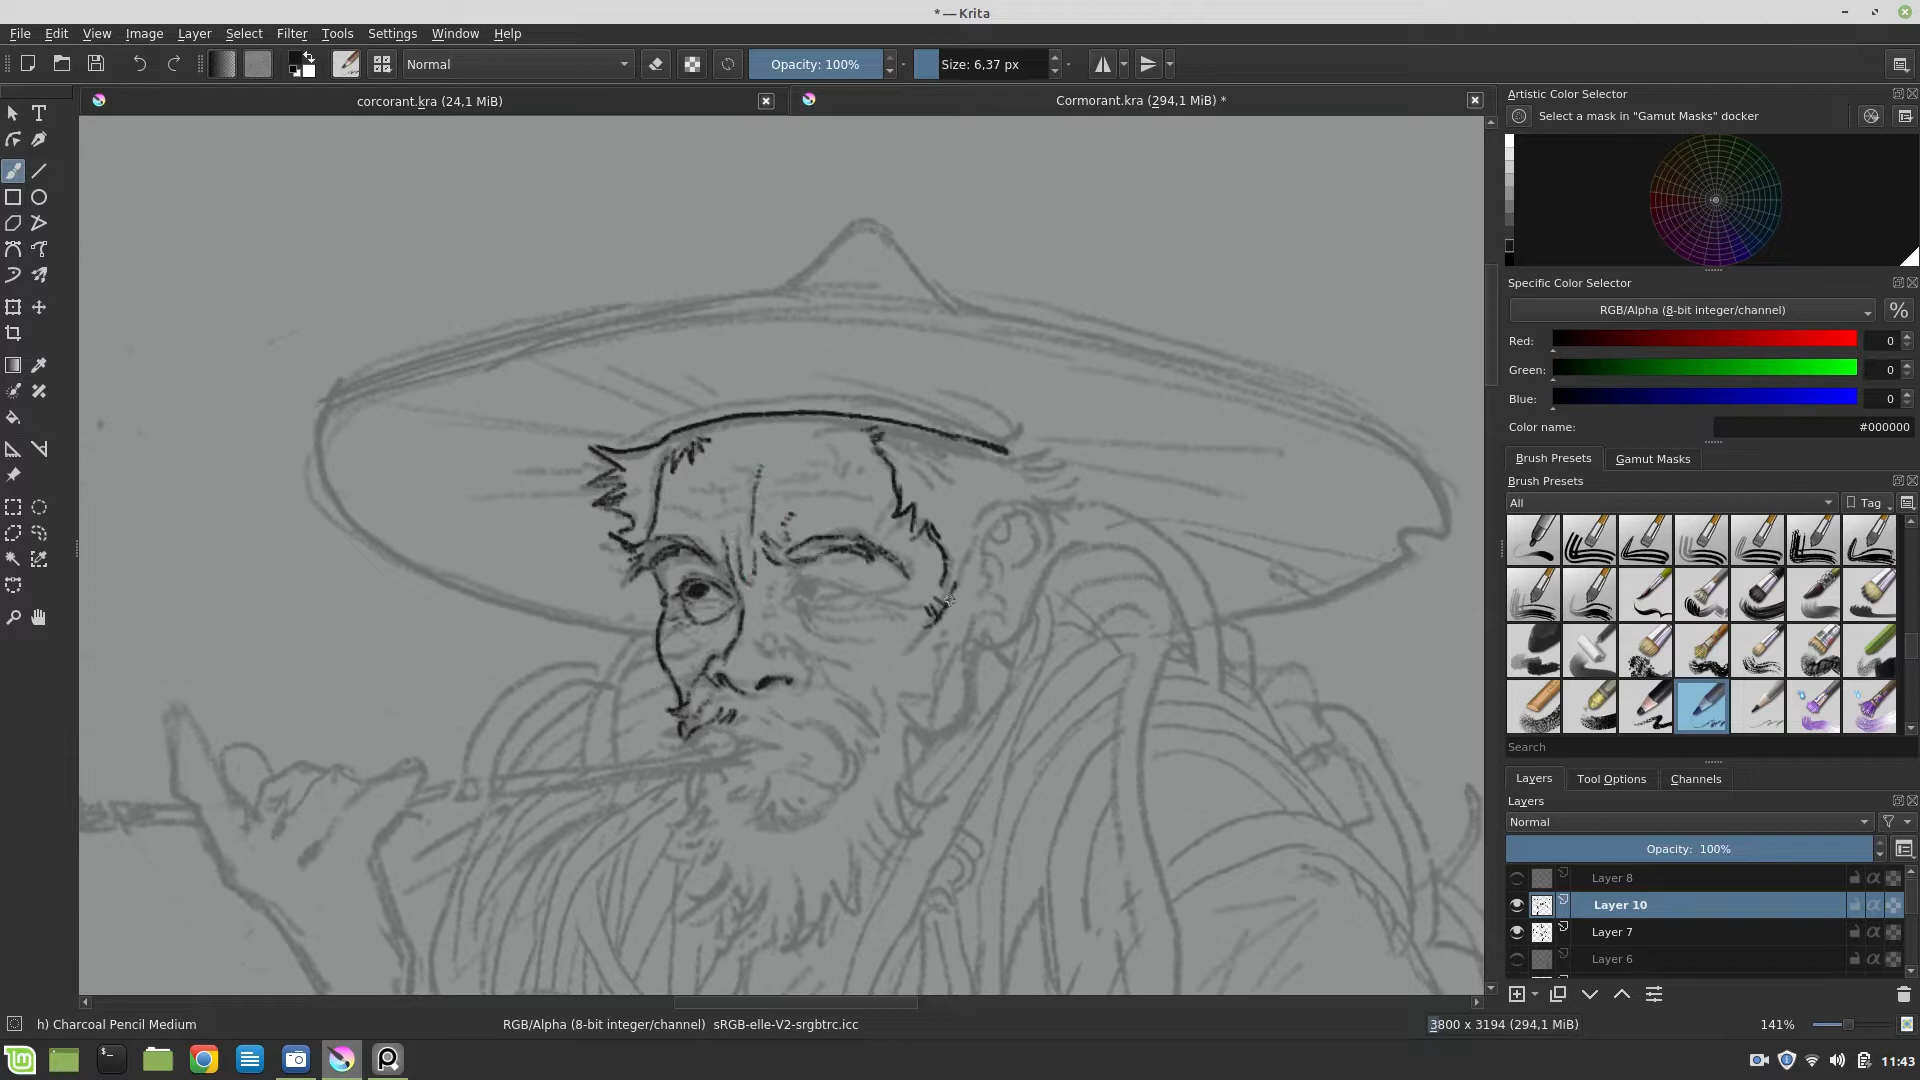 * — Krita
File Edit View Image Layer Select Filter Tools Settings Window Help
Normal Opacity: 100% Size: 6,37 px
corcorant.kra (24,1 MiB) Cormorant.kra (294,1 MiB) *
Artistic Color Selector
Select a mask in "Gamut Masks" docker
Specific Color Selector
RGB/Alpha (8-bit integer/channel) %
Red: 0
Green: 0
Blue: 0
Color name: #000000
Brush Presets Gamut Masks
Brush Presets
All Tag
Search
Layers Tool Options Channels
Layers
Normal
Opacity: 100%
Layer 8
Layer 10
Layer 7
Layer 6
h) Charcoal Pencil Medium RGB/Alpha (8-bit integer/channel) sRGB-elle-V2-srgbtrc.icc 3800 x 3194 (294,1 MiB) 141%
11:43